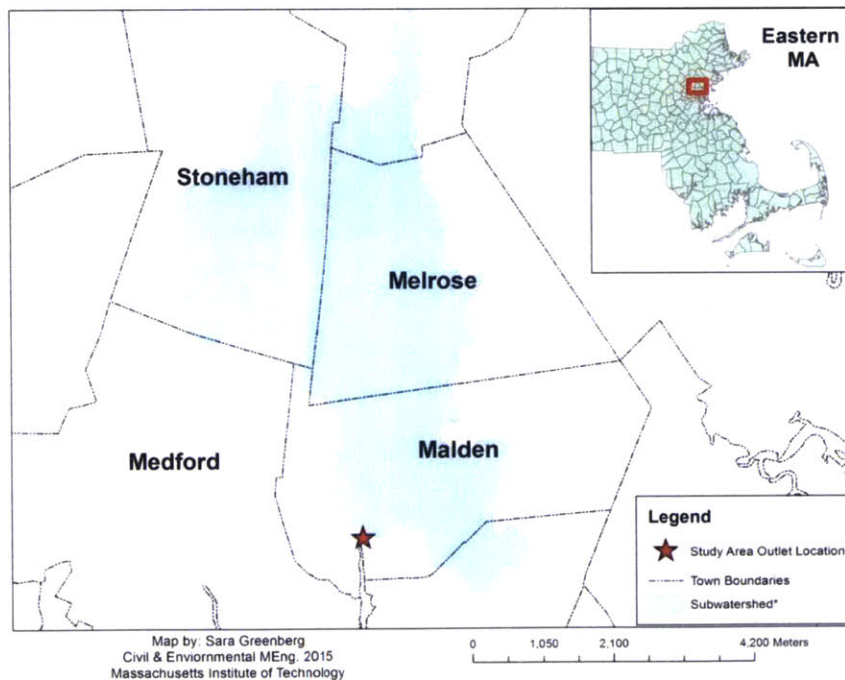 Eastern
MA
Stoneham
Melrose
Medford
Malden
Legend
Study Area Outlet Location
Town Boundaries
Subwatershed*
Map by: Sara Greenberg
Civil & Enviornmental MEng. 2015
Massachusetts Institute of Technology
0 1,050 2,100 4,200 Meters